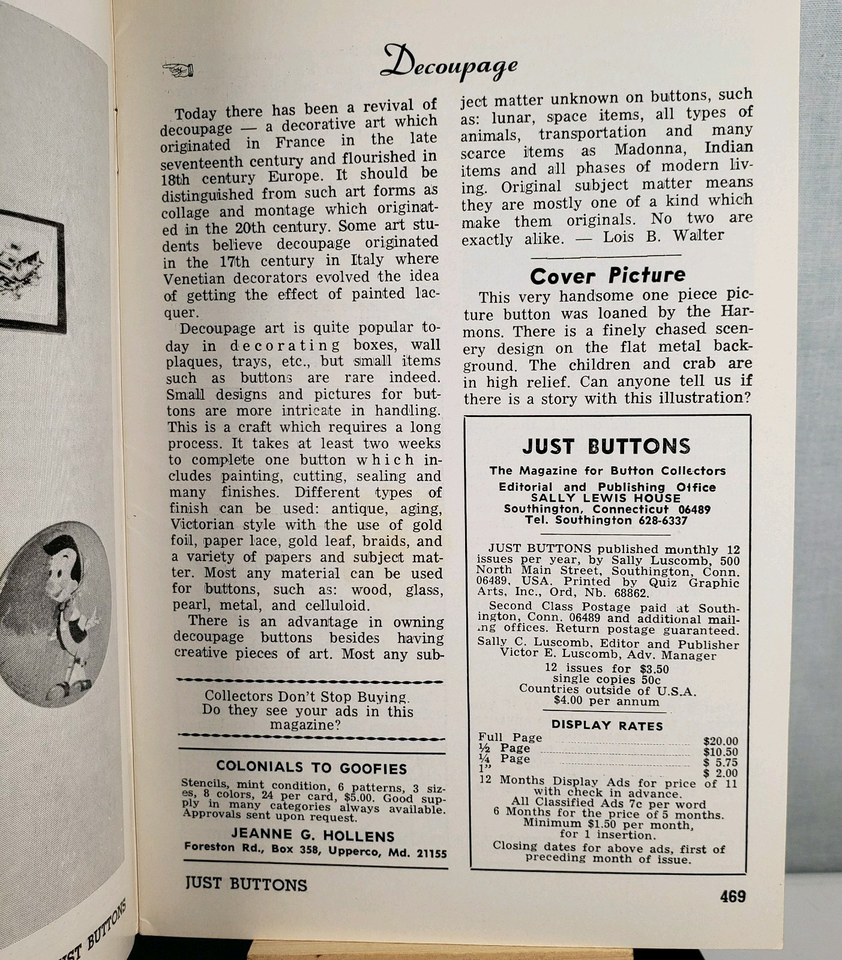 Decoupage
Today there has been a revival of
decoupage — a decorative art which
originated in France in the late
seventeenth century and flourished in
18th century Europe. It should be
distinguished from such art forms as
collage and montage which originat-
ed in the 20th century. Some art stu-
dents believe decoupage originated
in the 17th century in Italy where
Venetian decorators evolved the idea
of getting the effect of painted lac-
quer.
Decoupage art is quite popular to-
day in decorating boxes, wall
plaques, trays, etc., but small items
such as buttons are rare indeed.
Small designs and pictures for but-
tons are more intricate in handling.
This is a craft which requires a long
process. It takes at least two weeks
to complete one button which in-
cludes painting, cutting, sealing and
many finishes. Different types of
finish can be used: antique, aging,
Victorian style with the use of gold
foil, paper lace, gold leaf, braids, and
a variety of papers and subject mat-
ter. Most any material can be used
for buttons, such as: wood, glass,
pearl, metal, and celluloid.
There is an advantage in owning
decoupage buttons besides having
creative pieces of art. Most any sub-
Collectors Don't Stop Buying.
Do they see your ads in this
magazine?
COLONIALS TO GOOFIES
Stencils, mint condition, 6 patterns, 3 siz-
es, 8 colors, 24 per card, $5.00. Good sup-
ply in many categories always available.
Approvals sent upon request.
JEANNE G. HOLLENS
Foreston Rd., Box 358, Upperco, Md. 21155
JUST BUTTONS
ject matter unknown on buttons, such
as: lunar, space items, all types of
animals, transportation and many
scarce items as Madonna, Indian
items and all phases of modern liv-
ing. Original subject matter means
they are mostly one of a kind which
make them originals. No two are
exactly alike. — Lois B. Walter
Cover Picture
This very handsome one piece pic-
ture button was loaned by the Har-
mons. There is a finely chased scen-
ery design on the flat metal back-
ground. The children and crab are
in high relief. Can anyone tell us if
there is a story with this illustration?
JUST BUTTONS
The Magazine for Button Collectors
Editorial and Publishing Office
SALLY LEWIS HOUSE
Southington, Connecticut 06489
Tel. Southington 628-6337
JUST BUTTONS published monthly 12
issues per year, by Sally Luscomb, 500
North Main Street, Southington, Conn.
06489, USA. Printed by Quiz Graphic
Arts, Inc., Ord, Nb. 68862.
Second Class Postage paid at South-
ington, Conn. 06489 and additional mail-
ing offices. Return postage guaranteed.
Sally C. Luscomb, Editor and Publisher
Victor E. Luscomb, Adv. Manager
12 issues for $3.50
single copies 50c
Countries outside of U.S.A.
$4.00 per annum
DISPLAY RATES
Full Page $20.00
½ Page $10.50
¼ Page $ 5.75
1" $ 2.00
12 Months Display Ads for price of 11
with check in advance.
All Classified Ads 7c per word
6 Months for the price of 5 months.
Minimum $1.50 per month,
for 1 insertion.
Closing dates for above ads, first of
preceding month of issue.
469
UST BUTTONS